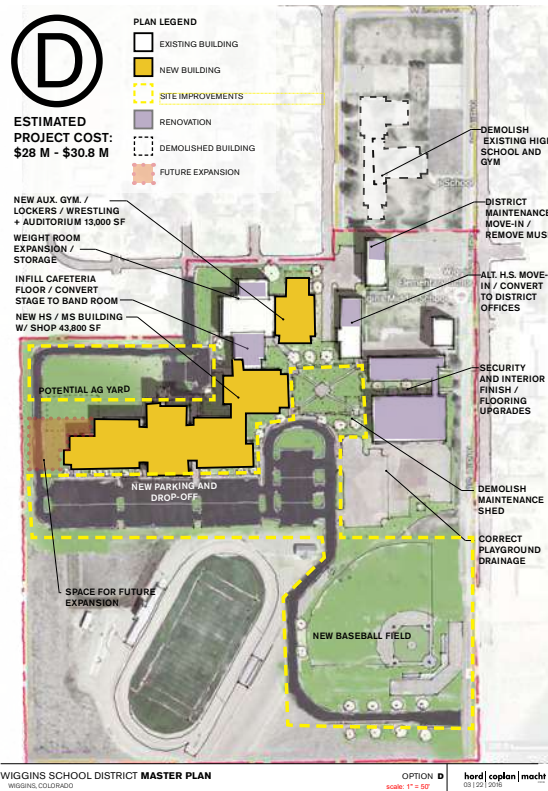 D
PLAN LEGEND
EXISTING BUILDING
NEW BUILDING
SITE IMPROVEMENTS
RENOVATION
DEMOLISHED BUILDING
FUTURE EXPANSION
ESTIMATED
PROJECT COST:
$28 M - $30.8 M
DEMOLISH
EXISTING HIG
SCHOOL AND
GYM
NEW AUX. GYM. /
LOCKERS / WRESTLING
+ AUDITORIUM 13,000 SF
WEIGHT ROOM
EXPANSION /
STORAGE
INFILL CAFETERIA
FLOOR / CONVERT
STAGE TO BAND ROOM
NEW HS / MS BUILDING
W/ SHOP 43,800 SF
DISTRICT
MAINTENANC
MOVE-IN /
REMOVE MUS
ALT. H.S. MOVE-
IN / CONVERT
TO DISTRICT
OFFICES
SECURITY
AND INTERIOR
FINISH /
FLOORING
UPGRADES
POTENTIAL AG YARD
NEW PARKING AND
DROP-OFF
DEMOLISH
MAINTENANCE
SHED
CORRECT
PLAYGROUND
DRAINAGE
SPACE FOR FUTURE
EXPANSION
NEW BASEBALL FIELD
WIGGINS SCHOOL DISTRICT MASTER PLAN
WIGGINS, COLORADO
OPTION D
scale: 1" = 50'
hord | coplan | macht
03 | 22 | 2016